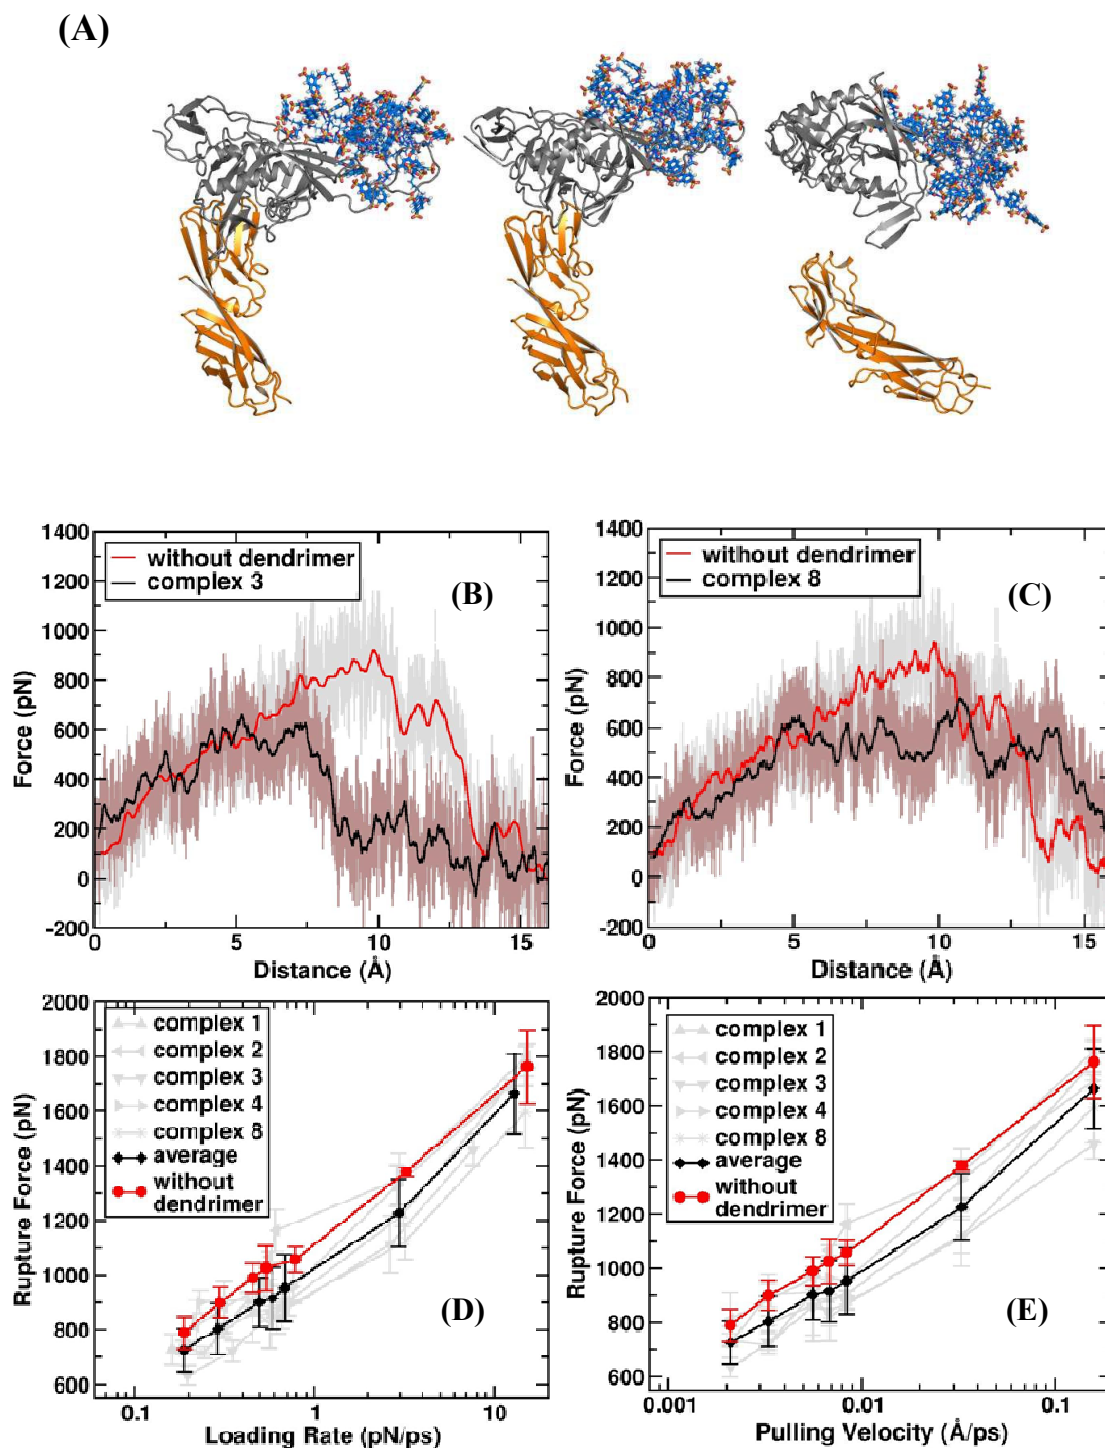 (A)
1400
1200
1000
800
600
400
200
0
-200
Force (pN)
without dendrimer
complex 3
(B)
0
5
10
15
Distance (Å)
1400
1200
1000
800
600
400
200
0
-200
Force (pN)
without dendrimer
complex 8
(C)
0
5
10
15
Distance (Å)
2000
1800
1600
1400
1200
1000
800
600
Rupture Force (pN)
complex 1
complex 2
complex 3
complex 4
complex 8
average
without
dendrimer
(D)
0.1
1
10
Loading Rate (pN/ps)
2000
1800
1600
1400
1200
1000
800
600
Rupture Force (pN)
complex 1
complex 2
complex 3
complex 4
complex 8
average
without
dendrimer
(E)
0.001
0.01
0.1
Pulling Velocity (Å/ps)